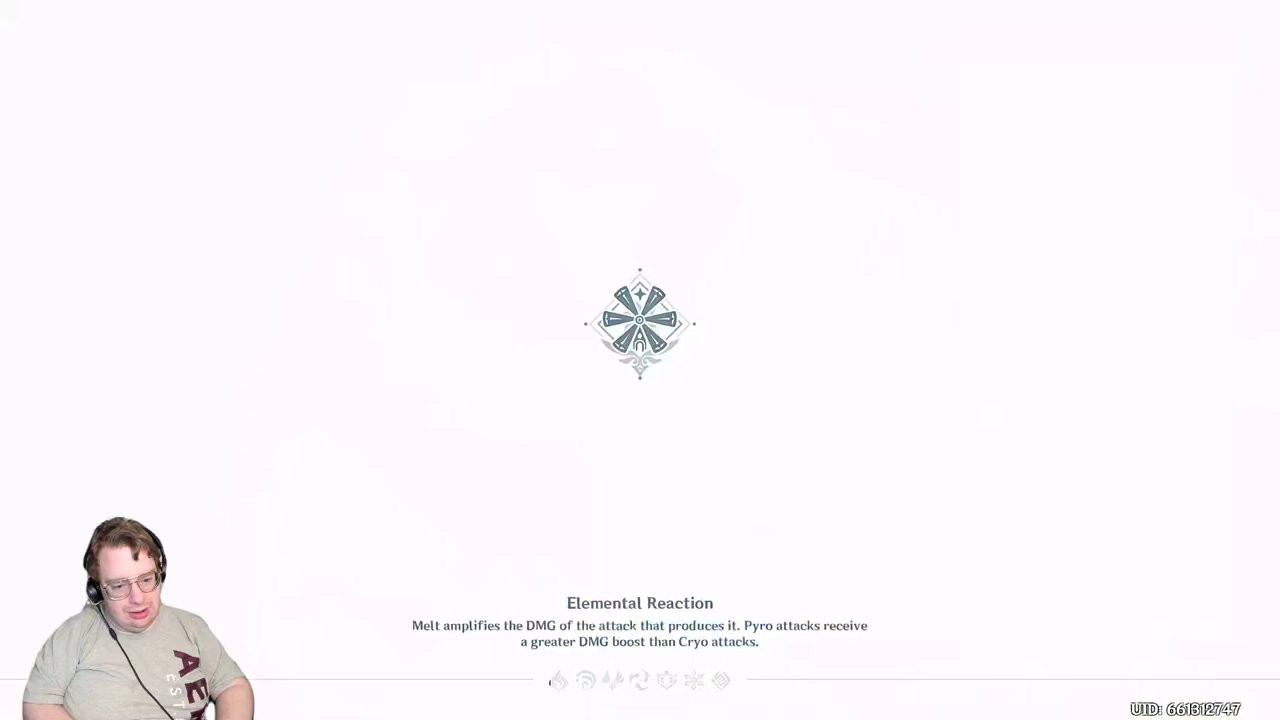 Elemental Reaction
Melt amplifies the DMG of the attack that produces it. Pyro attacks receive
a greater DMG boost than Cryo attacks.
UID: 661312747